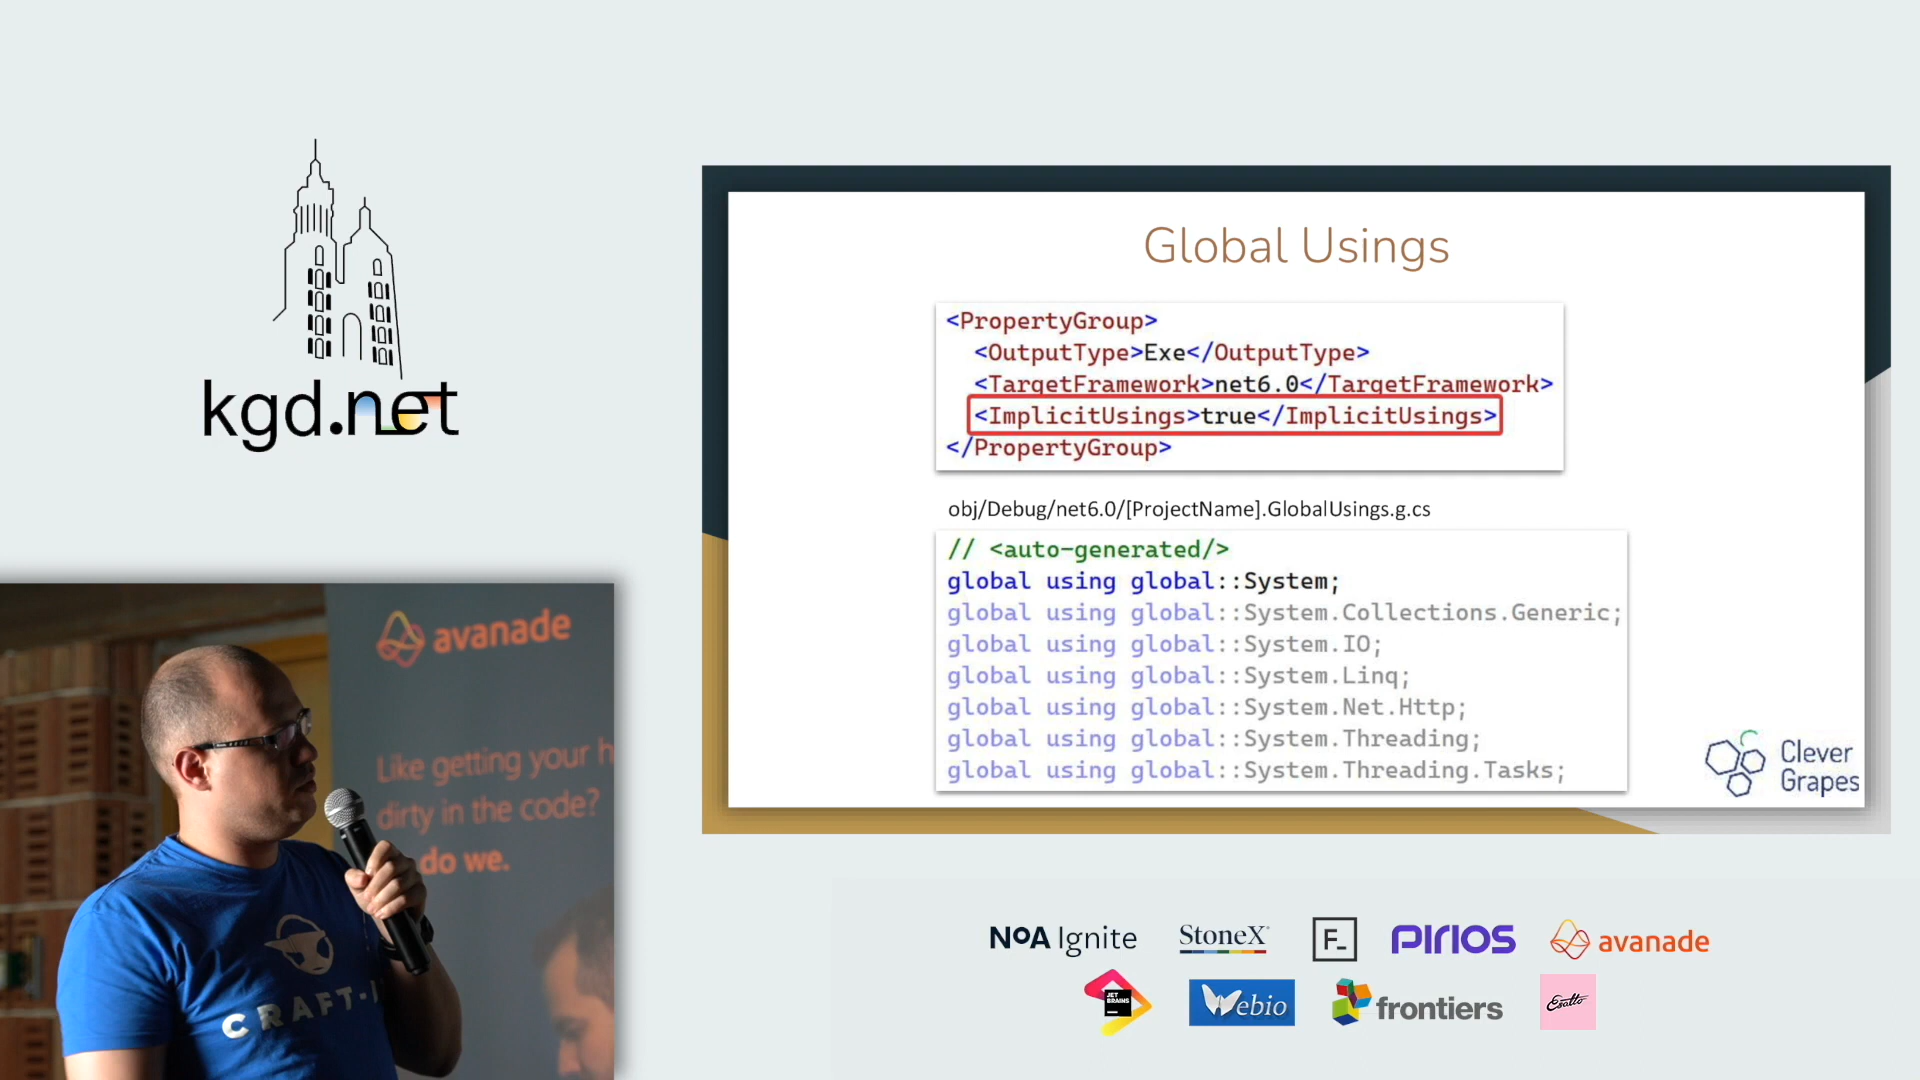 kgd.net
Global Usings
<PropertyGroup>
<OutputType>Exe</OutputType>
<TargetFramework>net6.0</TargetFramework>
<ImplicitUsings>true</ImplicitUsings>
</PropertyGroup>
obj/Debug/net6.0/[ProjectName].GlobalUsings.g.cs
// <auto-generated/>
global using global::System;
global using global::System.Collections.Generic;
global using global::System.IO;
global using global::System.Linq;
global using global::System.Net.Http;
global using global::System.Threading;
global using global::System.Threading.Tasks;
Clever
Grapes
avanade
Like getting your h
dirty in the code?
do we.
CRAFT-I
NoA Ignite
StoneX
F_
PIRIOS
avanade
JET
BRAINS
Webio
frontiers
Esatto